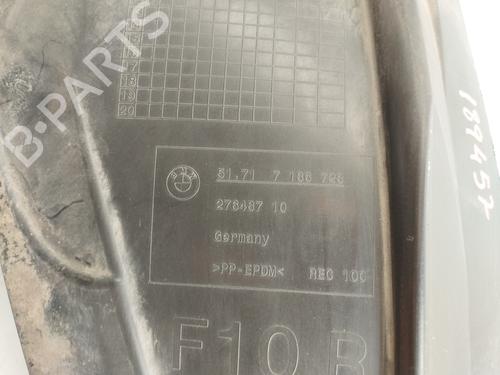 17
18
19
20
BMW
51.71 7 186 726
276487 10
Germany
>PP-EPDM< REC 100
F10 R
189457
B-PARTS